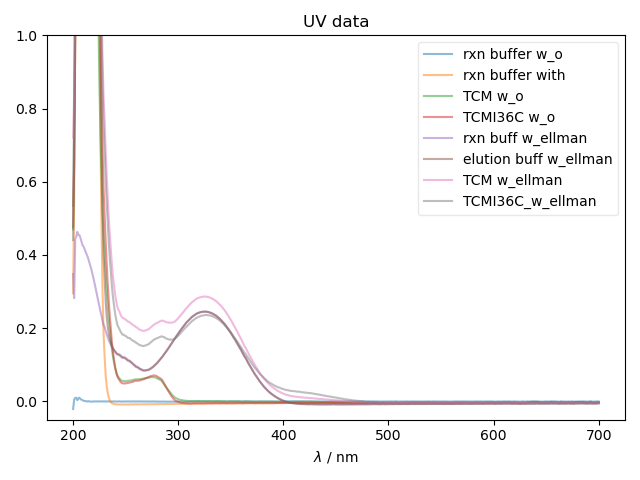 UV data
1.0
0.8
0.6
0.4
0.2
0.0
200 300 400 500 600 700
λ / nm
rxn buffer w_o
rxn buffer with
TCM w_o
TCMI36C w_o
rxn buff w_ellman
elution buff w_ellman
TCM w_ellman
TCMI36C_w_ellman